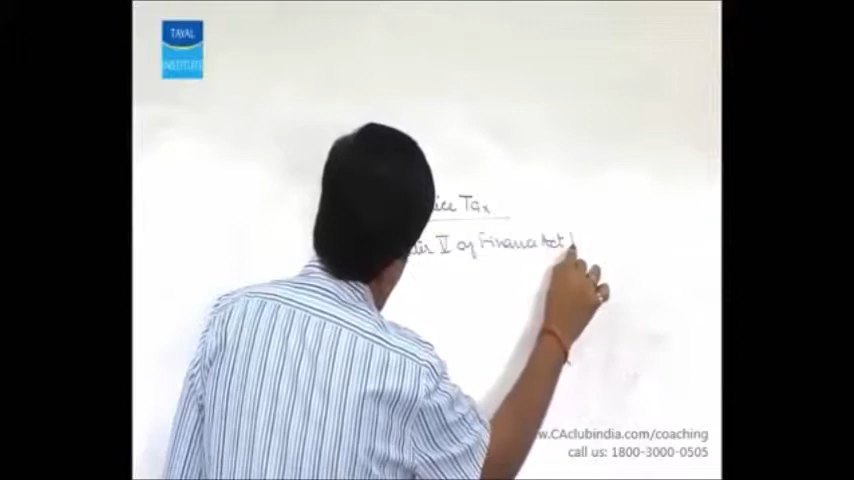 TAYAL
INSTITUTE
ice Tax
ter V of Finance Act
w.CAclubindia.com/coaching
call us: 1800-3000-0505